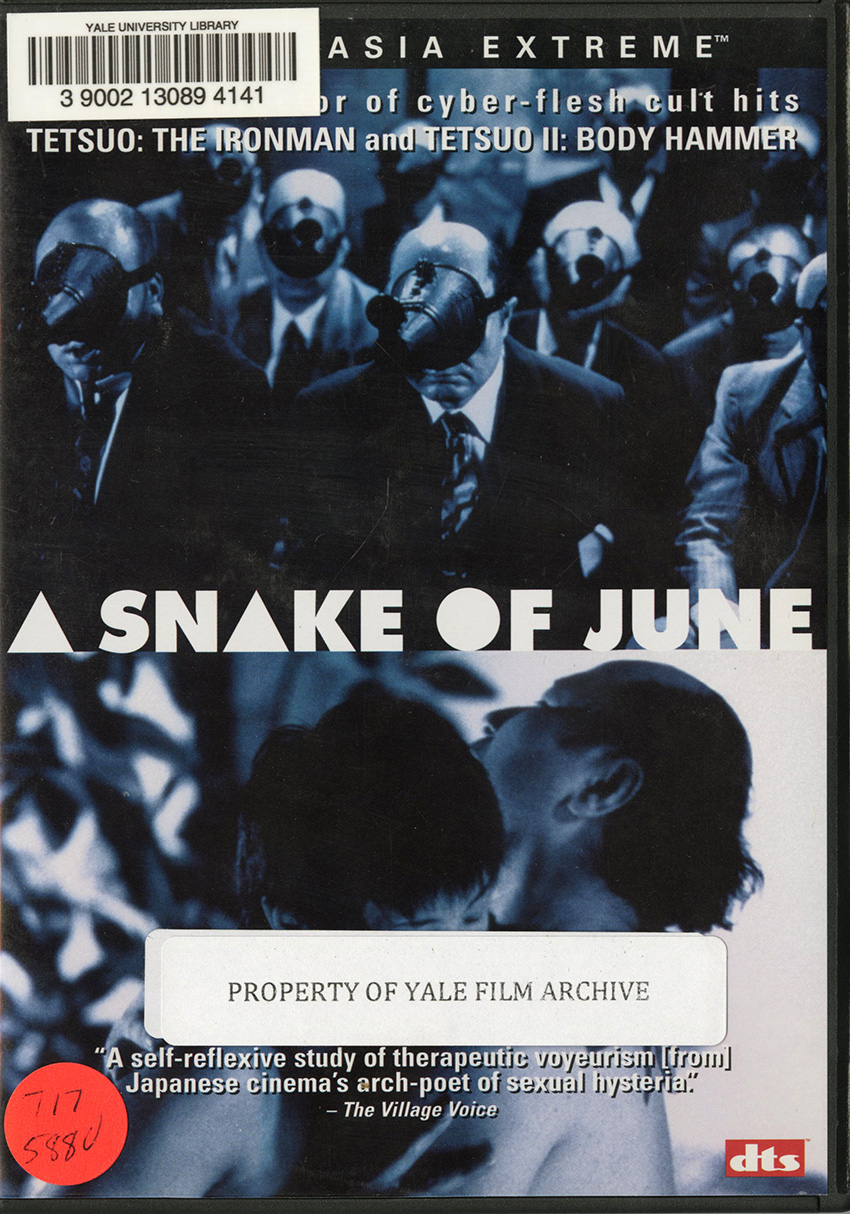 YALE UNIVERSITY LIBRARY
3 9002 13089 4141
ASIA EXTREME™
of cyber-flesh cult hits
TETSUO: THE IRONMAN and TETSUO II: BODY HAMMER
A SNAKE OF JUNE
PROPERTY OF YALE FILM ARCHIVE
“A self-reflexive study of therapeutic voyeurism [from]
Japanese cinema's arch-poet of sexual hysteria.”
– The Village Voice
717
dts